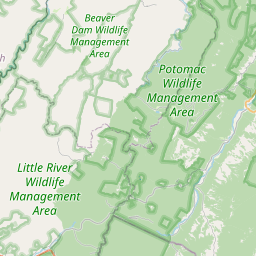 Beaver
Dam Wildlife
Management
Area
Potomac
Wildlife
Management
Area
Little River
Wildlife
Management
Area